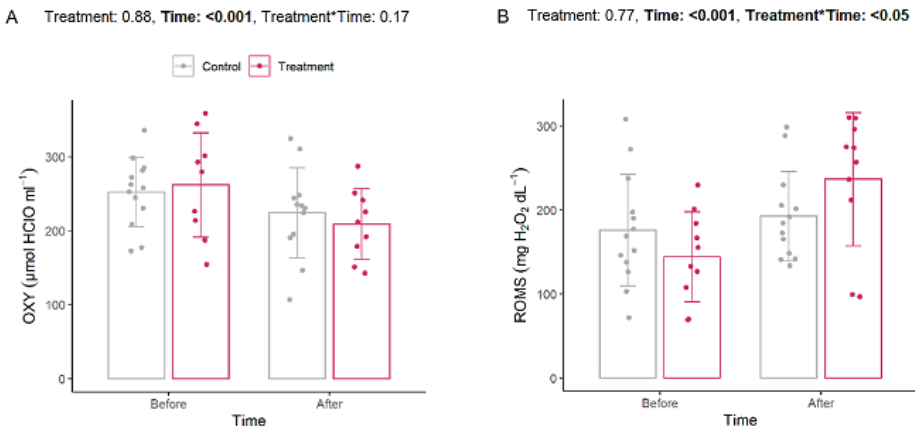 A Treatment: 0.88, Time: <0.001, Treatment*Time: 0.17
Control Treatment
OXY (µmol HClO ml⁻¹)
300
200
100
0
Before After
Time
B Treatment: 0.77, Time: <0.001, Treatment*Time: <0.05
ROMS (mg H₂O₂ dL⁻¹)
300
200
100
0
Before After
Time